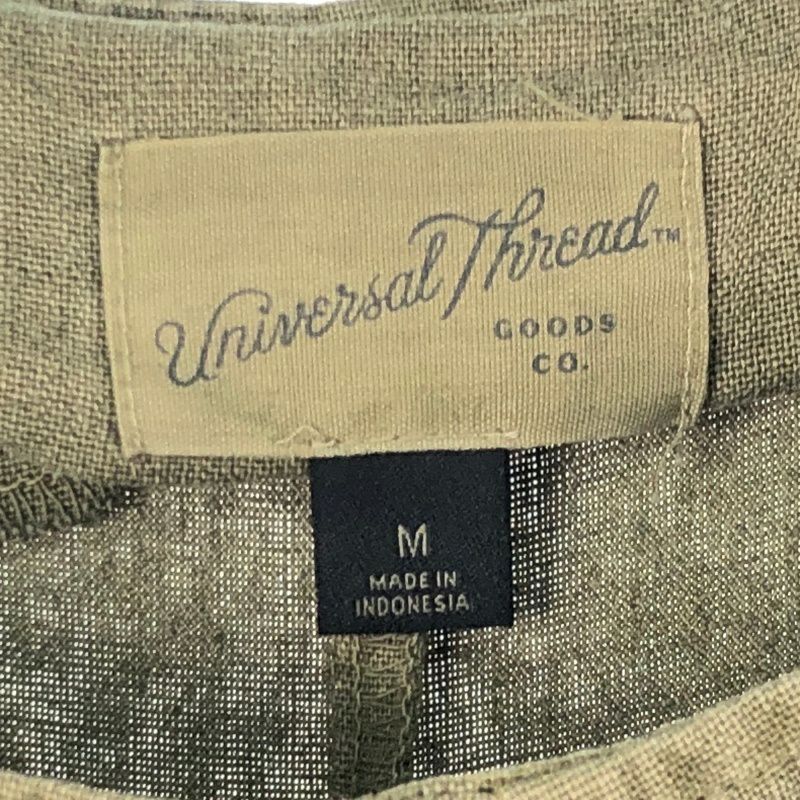 Universal Thread™
GOODS
CO.
M
MADE IN
INDONESIA